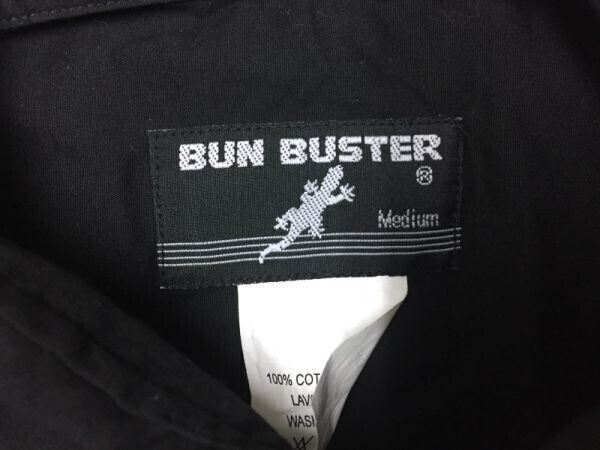 BUN BUSTER
®
Medium
100% COT
LAV
WASH